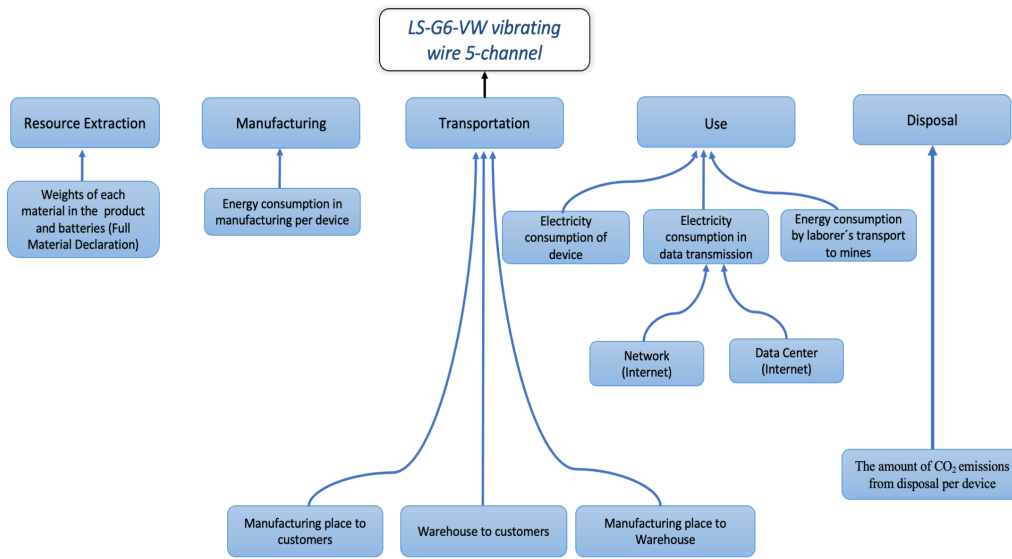 LS-G6-VW vibrating
wire 5-channel
Resource Extraction
Manufacturing
Transportation
Use
Disposal
Weights of each
material in the product
and batteries (Full
Material Declaration)
Energy consumption in
manufacturing per device
Electricity
consumption of
device
Electricity
consumption in
data transmission
Energy consumption
by laborer´s transport
to mines
Network
(Internet)
Data Center
(Internet)
The amount of CO₂ emissions
from disposal per device
Manufacturing place to
customers
Warehouse to customers
Manufacturing place to
Warehouse